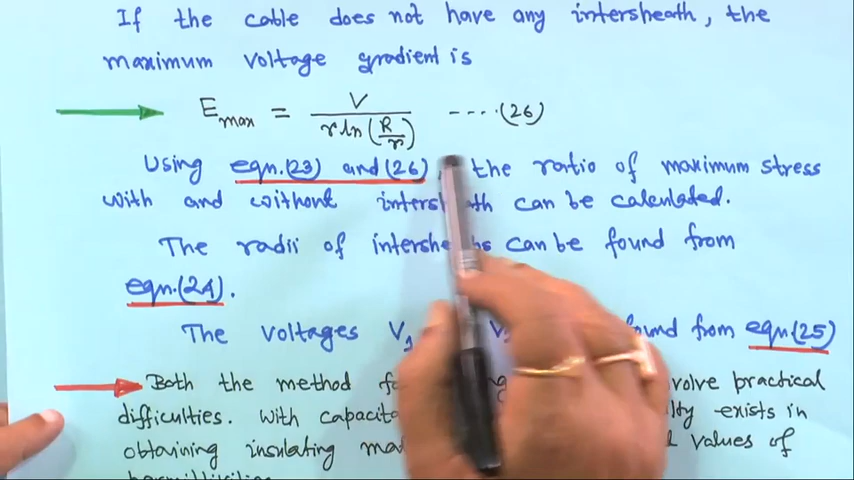 If the cable does not have any intersheath, the
maximum voltage gradient is
Emax = V / r ln (R/r) ----(26)
Using eqn.(23) and (26), the ratio of maximum stress
with and without intersheath can be calculated.
The radii of intersheaths can be found from
eqn.(24).
The voltages V1 found from eqn(25)
Both the method practical
difficulties. With exists in
obtaining insulating values of